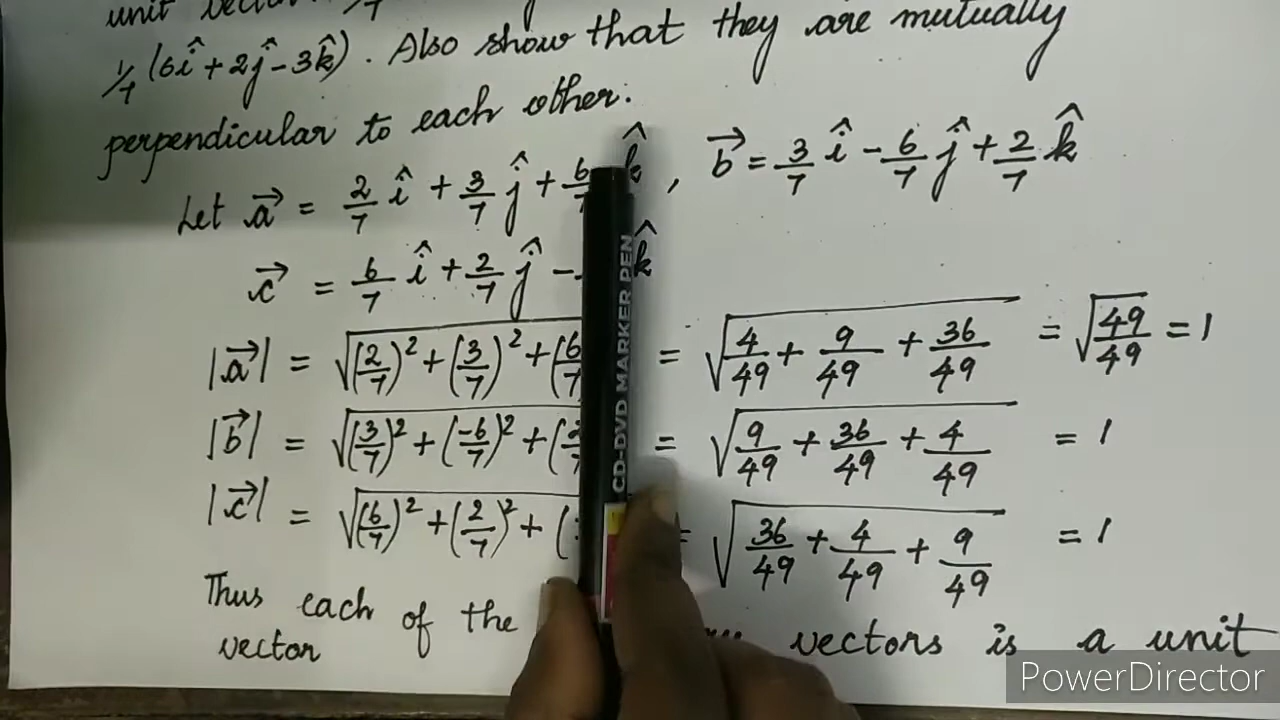 unit vector
1/7 (6î + 2ĵ - 3k̂). Also show that they are mutually
perpendicular to each other.
Let a⃗ = 2/7 î + 3/7 ĵ + 6/7 k̂, b⃗ = 3/7 î - 6/7 ĵ + 2/7 k̂
c⃗ = 6/7 î + 2/7 ĵ - k̂
|a⃗| = √(2/7)² + (3/7)² + (6/7 = √4/49 + 9/49 + 36/49 = √49/49 = 1
|b⃗| = √(3/7)² + (-6/7)² + ( = √9/49 + 36/49 + 4/49 = 1
|c⃗| = √(6/7)² + (2/7)² + ( = √36/49 + 4/49 + 9/49 = 1
Thus each of the vectors is a unit
vector
CD-DVD MARKER PEN
PowerDirector